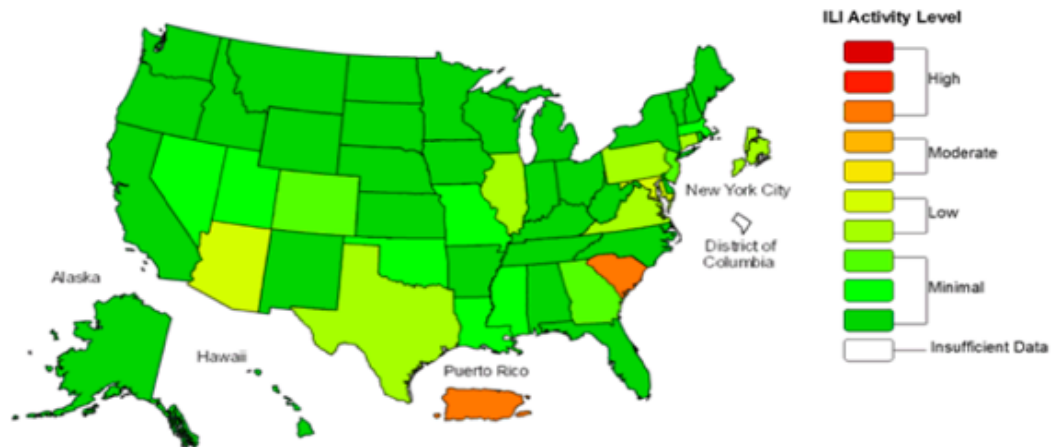 ILI Activity Level
High
Moderate
Low
Minimal
Insufficient Data
New York City
District of
Columbia
Alaska
Hawaii
Puerto Rico